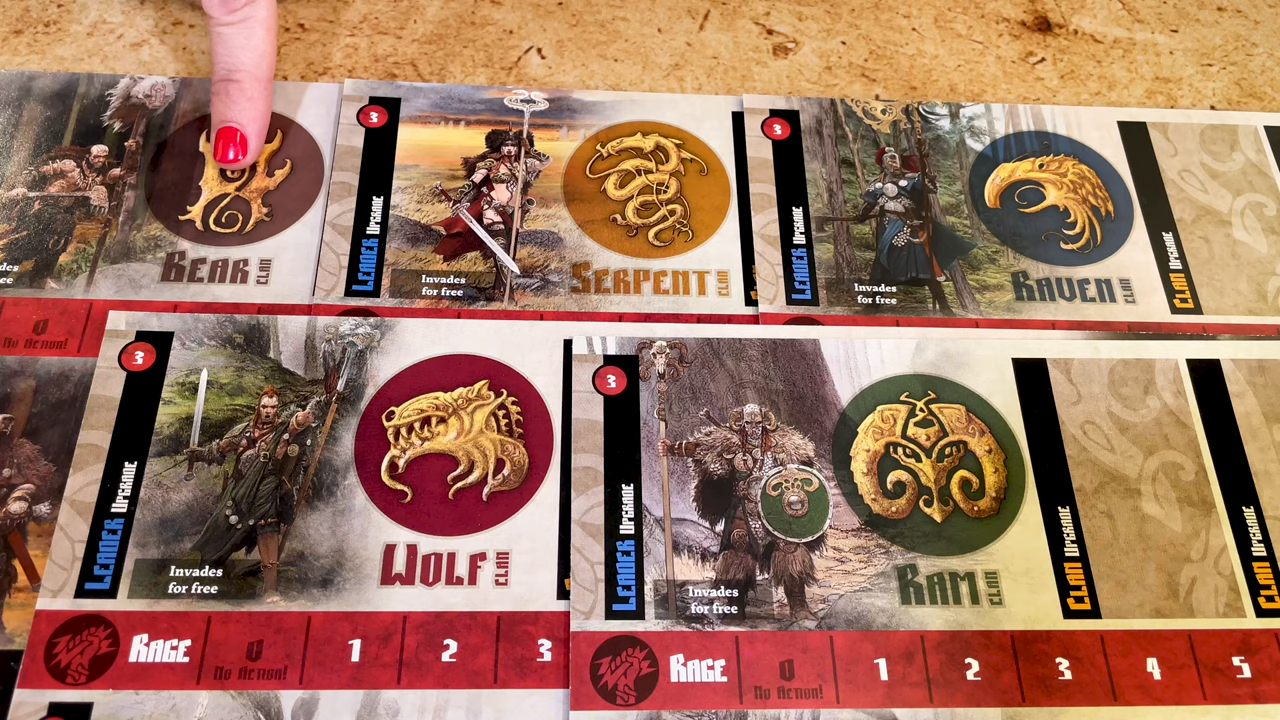 des
ce
BEAR CLAN
0
No Action!
3
LEADER UPGRADE
Invades
for free
SERPENT CLAN
3
LEADER UPGRADE
Invades
for free
RAVEN CLAN
CLAN UPGRADE
3
LEADER UPGRADE
Invades
for free
WOLF CLAN
RAGE
0
No Action!
1
2
3
3
LEADER UPGRADE
Invades
for free
RAM CLAN
CLAN UPGRADE
CLAN UPGRADE
RAGE
0
No Action!
1
2
3
4
5